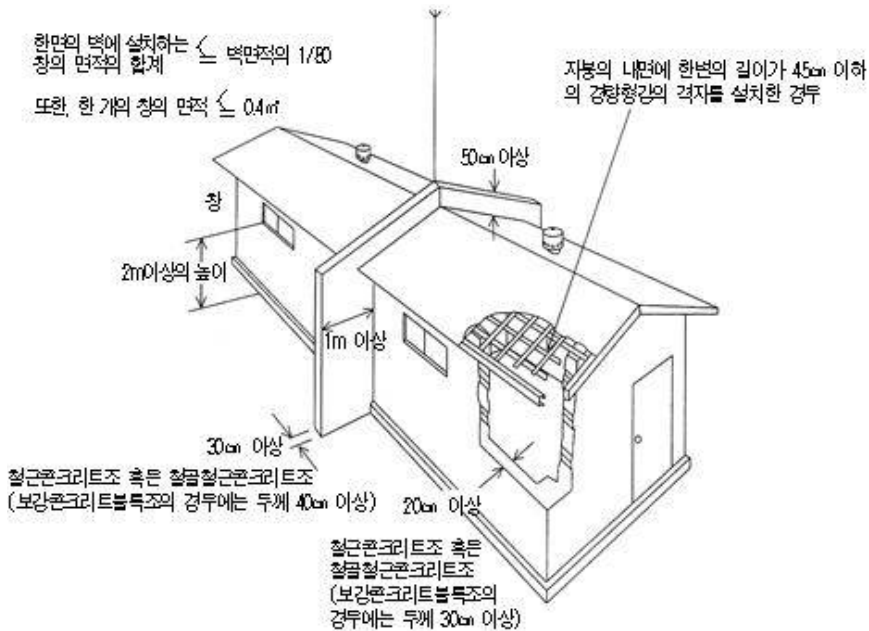 한면의 벽에 설치하는
창의 면적의 합계 ≦ 벽면적의 1/80
또한, 한 개의 창의 면적 ≦ 0.4㎡
지붕의 내면에 한변의 길이가 45cm 이하
의 경량형강의 격자를 설치한 경우
50cm 이상
창
2m이상의 높이
1m 이상
30cm 이상
철근콘크리트조 혹은 철골철근콘크리트조
(보강콘크리트블록조의 경우에는 두께 40cm 이상)
20cm 이상
철근콘크리트조 혹은
철골철근콘크리트조
(보강콘크리트블록조의
경우에는 두께 30cm 이상)